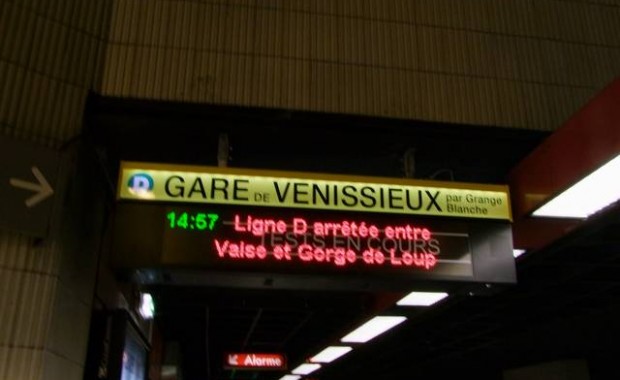 D GARE DE VENISSIEUX par Grange Blanche
14:57 Ligne D arrêtée entre
TESTS EN COURS
Vaise et Gorge de Loup
Alarme